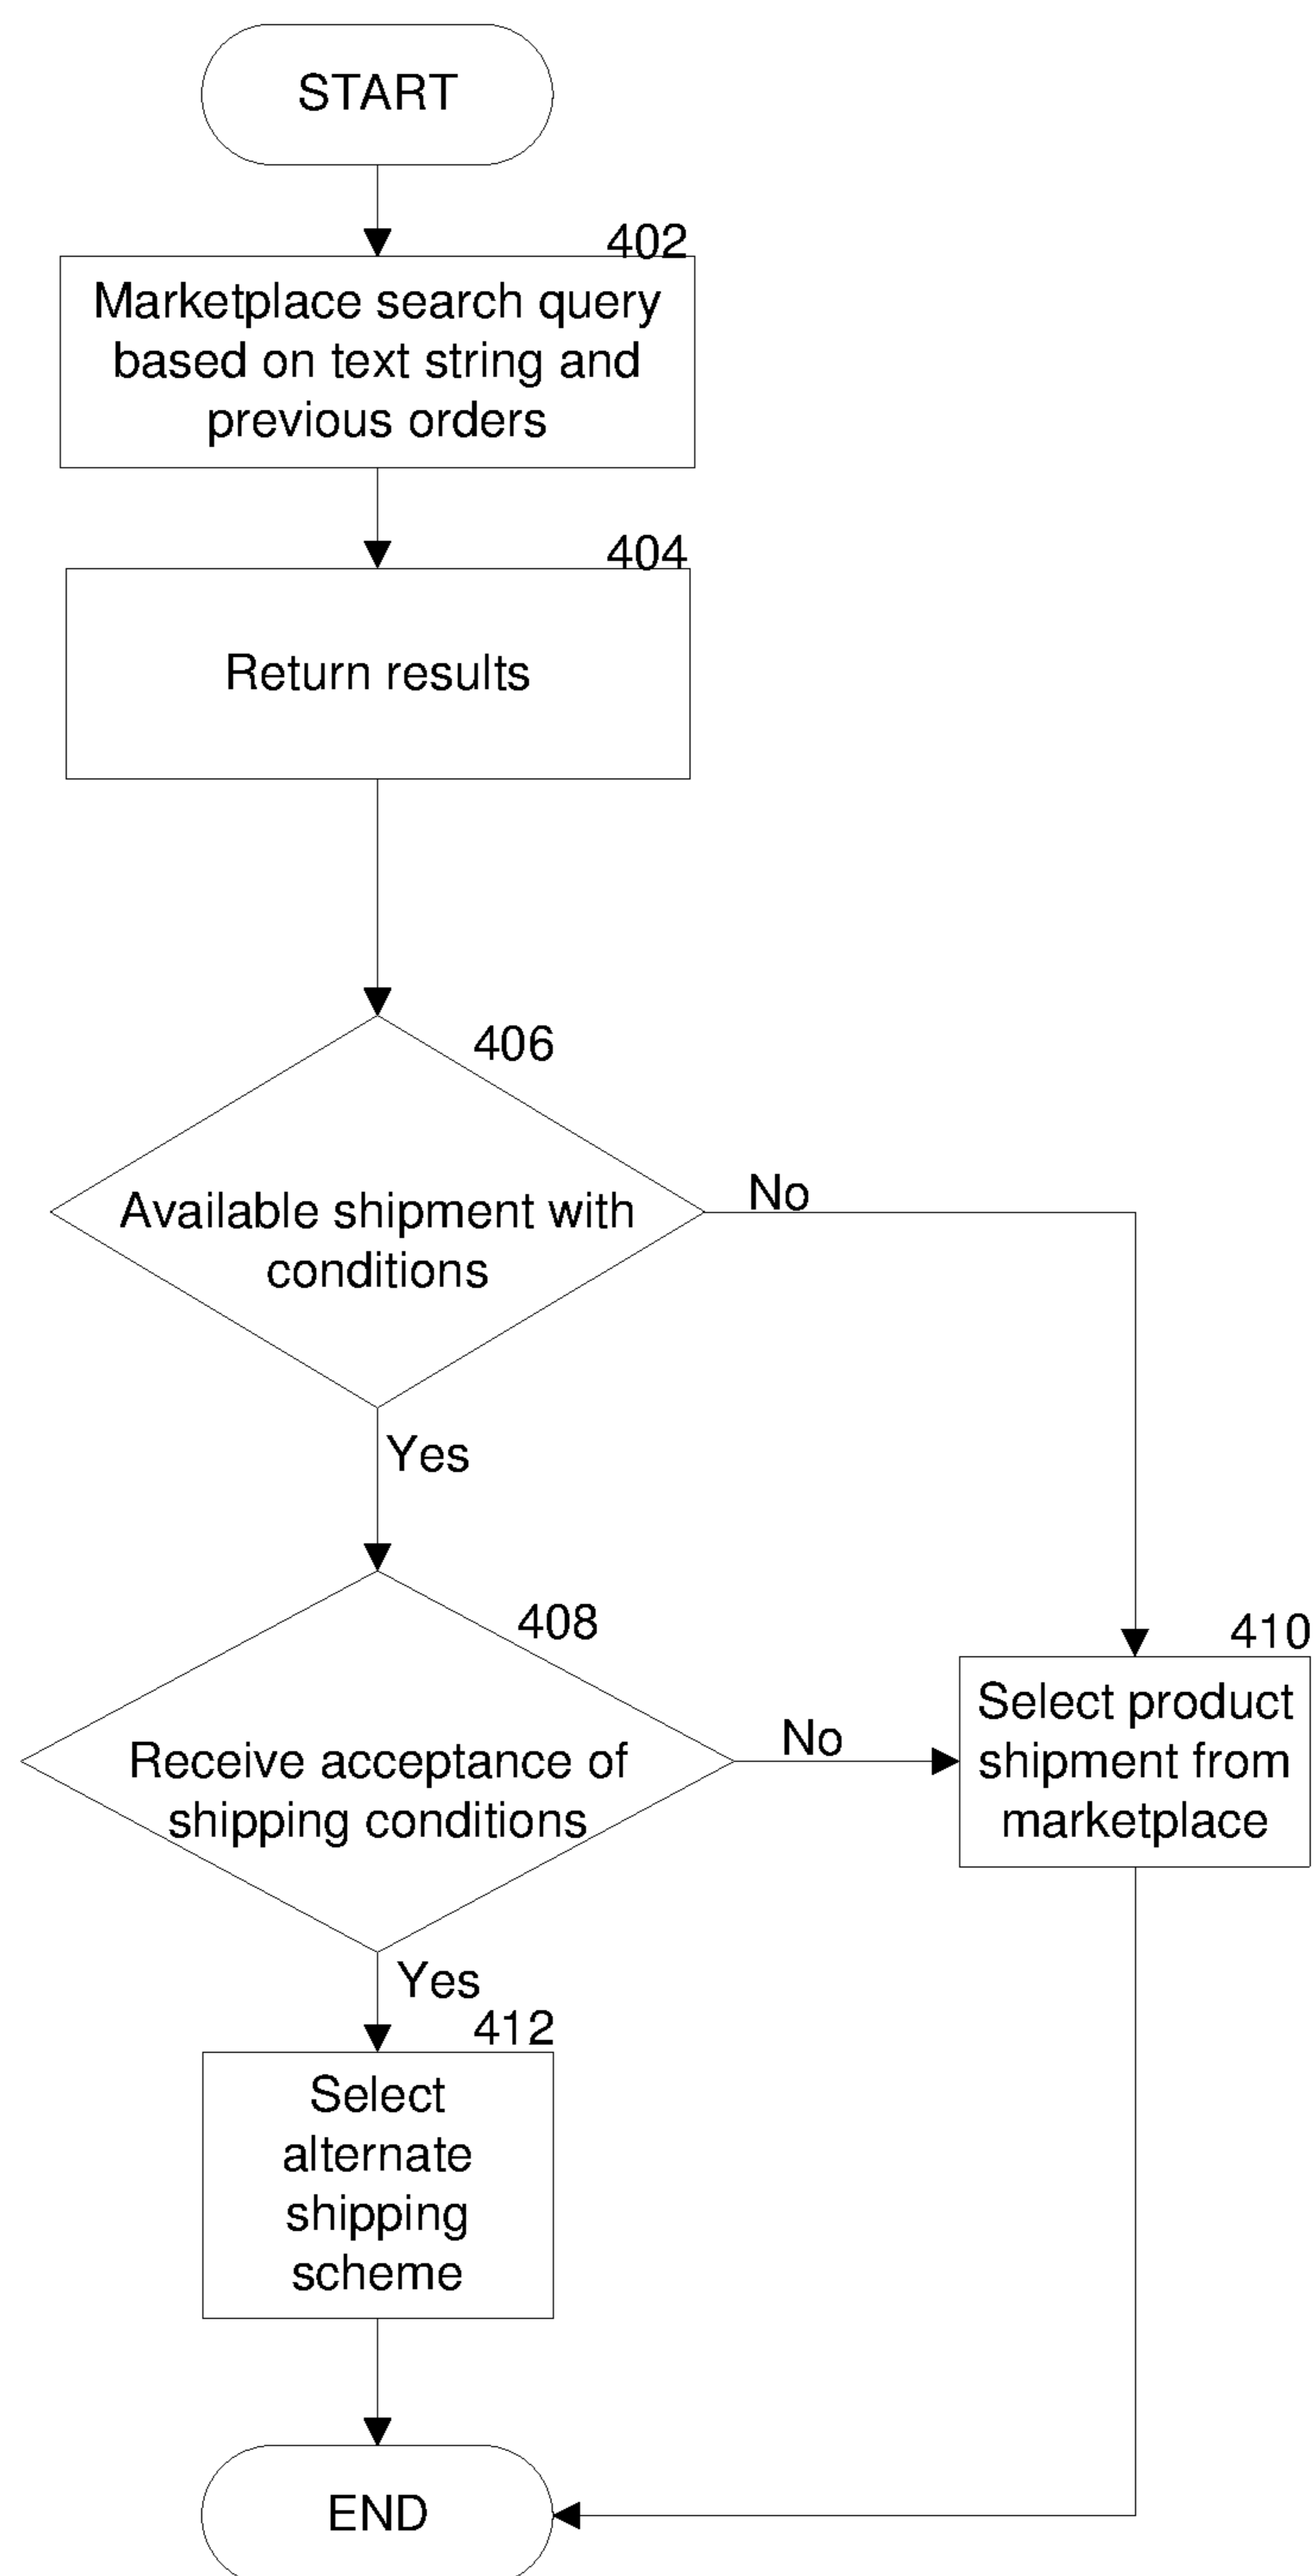 START
402
Marketplace search query
based on text string and
previous orders
404
Return results
406
Available shipment with
conditions
No
Yes
408
Receive acceptance of
shipping conditions
No
410
Select product
shipment from
marketplace
Yes
412
Select
alternate
shipping
scheme
END